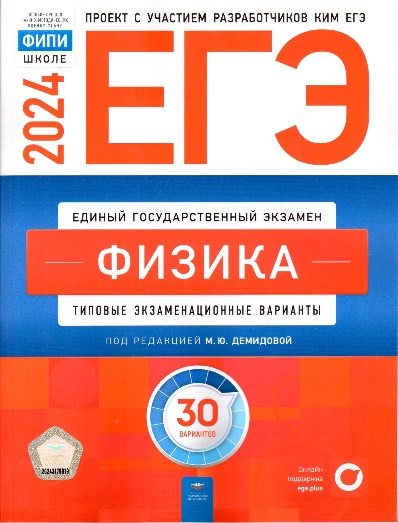 ПРОЕКТ С УЧАСТИЕМ РАЗРАБОТЧИКОВ КИМ ЕГЭ
ФИПИ
ШКОЛЕ
2024
ЕГЭ
ЕДИНЫЙ ГОСУДАРСТВЕННЫЙ ЭКЗАМЕН
ФИЗИКА
ТИПОВЫЕ ЭКЗАМЕНАЦИОННЫЕ ВАРИАНТЫ
ПОД РЕДАКЦИЕЙ М.Ю. ДЕМИДОВОЙ
30
ВАРИАНТОВ
Онлайн
поддержка
ege.plus